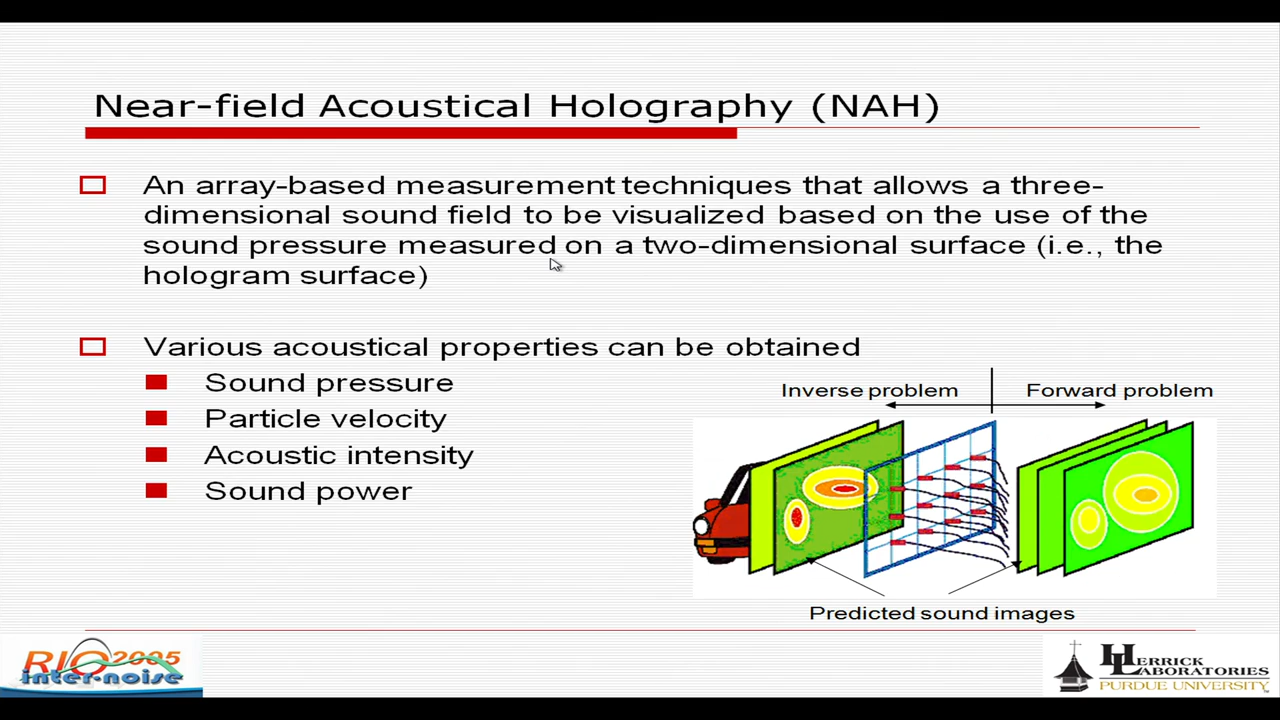 Near-field Acoustical Holography (NAH)
An array-based measurement techniques that allows a three-
dimensional sound field to be visualized based on the use of the
sound pressure measured on a two-dimensional surface (i.e., the
hologram surface)
Various acoustical properties can be obtained
Sound pressure
Particle velocity
Acoustic intensity
Sound power
Inverse problem
Forward problem
Predicted sound images
RIO2005
inter-noise
HERRICK
LABORATORIES
PURDUE UNIVERSITY